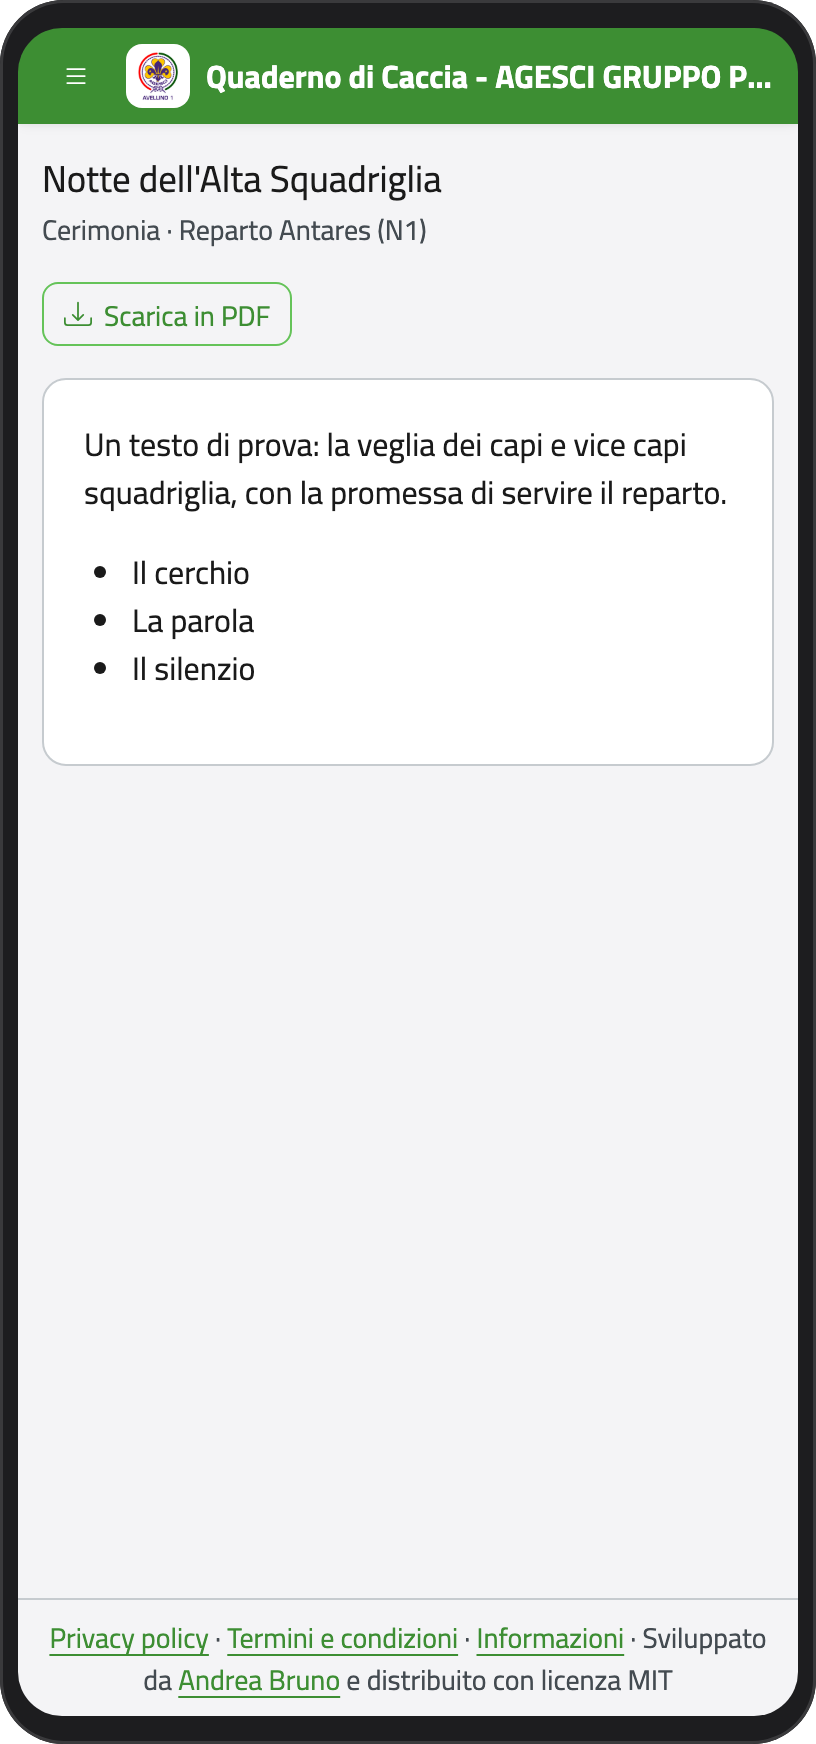 AVELLINO 1
Quaderno di Caccia - AGESCI GRUPPO P...
Notte dell'Alta Squadriglia
Cerimonia · Reparto Antares (N1)
Scarica in PDF
Un testo di prova: la veglia dei capi e vice capi
squadriglia, con la promessa di servire il reparto.
• Il cerchio
• La parola
• Il silenzio
Privacy policy · Termini e condizioni · Informazioni · Sviluppato
da Andrea Bruno e distribuito con licenza MIT